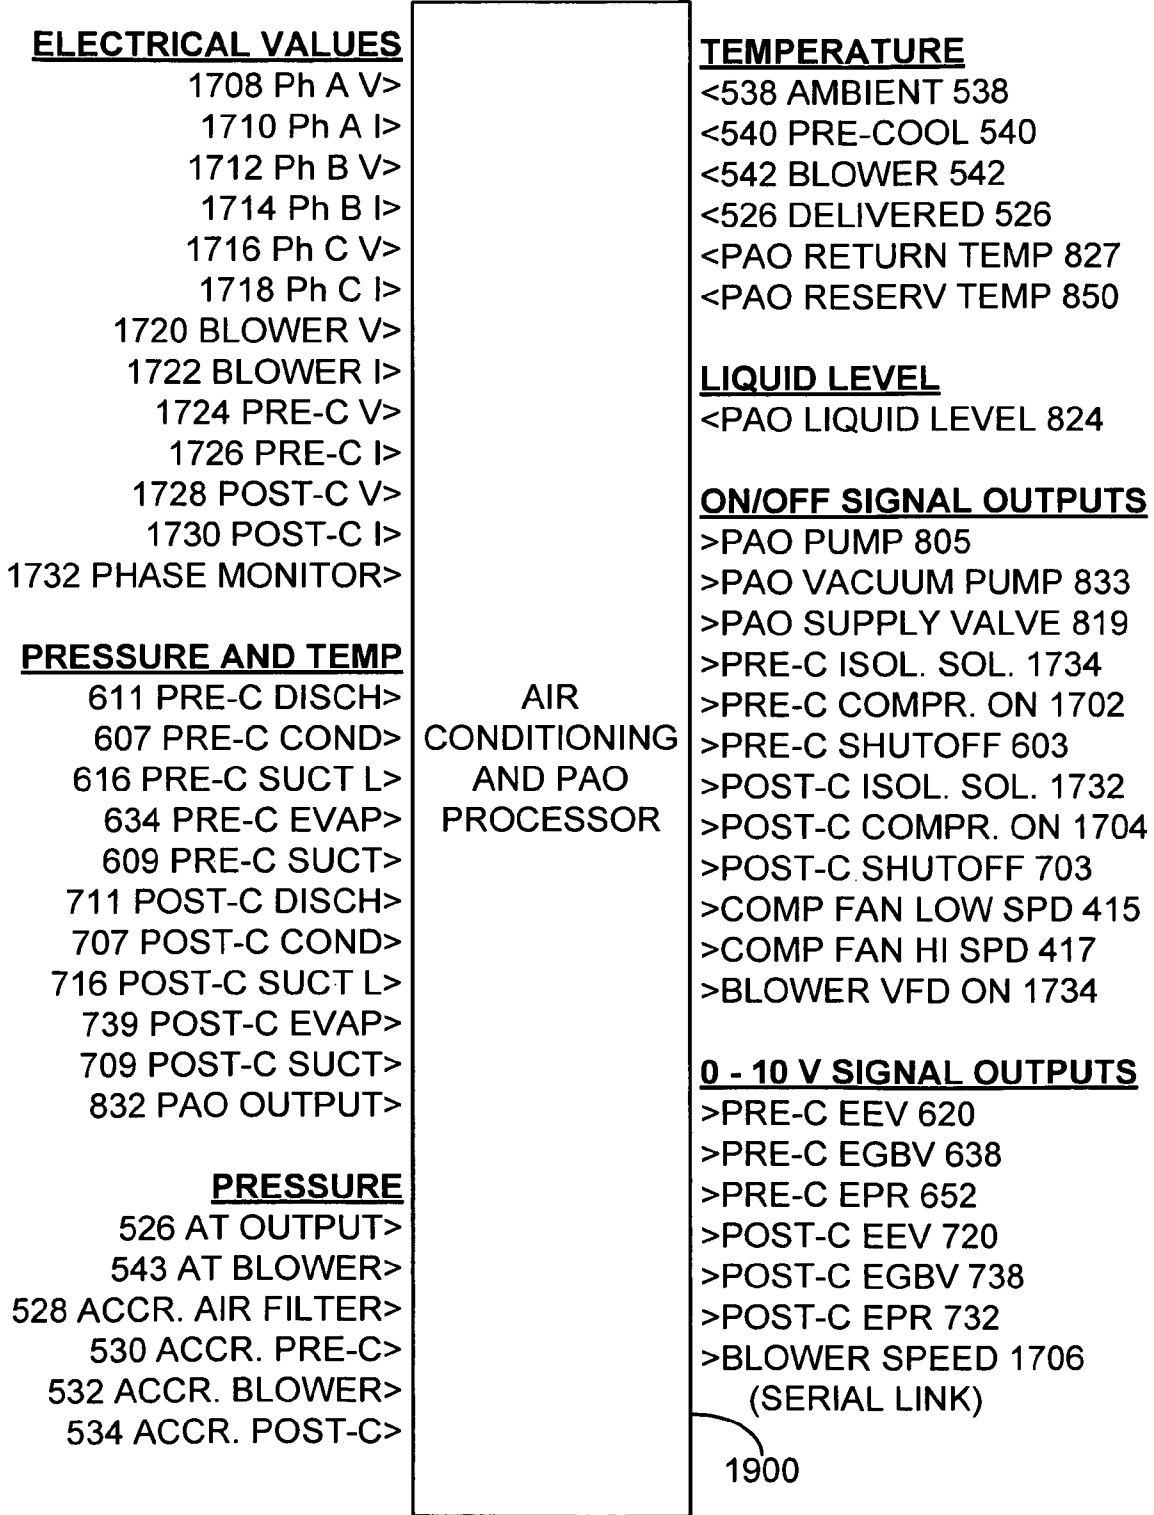 ELECTRICAL VALUES
1708 Ph A V>
1710 Ph A I>
1712 Ph B V>
1714 Ph B I>
1716 Ph C V>
1718 Ph C I>
1720 BLOWER V>
1722 BLOWER I>
1724 PRE-C V>
1726 PRE-C I>
1728 POST-C V>
1730 POST-C I>
1732 PHASE MONITOR>
PRESSURE AND TEMP
611 PRE-C DISCH>
607 PRE-C COND>
616 PRE-C SUCT L>
634 PRE-C EVAP>
609 PRE-C SUCT>
711 POST-C DISCH>
707 POST-C COND>
716 POST-C SUCT L>
739 POST-C EVAP>
709 POST-C SUCT>
832 PAO OUTPUT>
PRESSURE
526 AT OUTPUT>
543 AT BLOWER>
528 ACCR. AIR FILTER>
530 ACCR. PRE-C>
532 ACCR. BLOWER>
534 ACCR. POST-C>
AIR
CONDITIONING
AND PAO
PROCESSOR
TEMPERATURE
<538 AMBIENT 538
<540 PRE-COOL 540
<542 BLOWER 542
<526 DELIVERED 526
<PAO RETURN TEMP 827
<PAO RESERV TEMP 850
LIQUID LEVEL
<PAO LIQUID LEVEL 824
ON/OFF SIGNAL OUTPUTS
>PAO PUMP 805
>PAO VACUUM PUMP 833
>PAO SUPPLY VALVE 819
>PRE-C ISOL. SOL. 1734
>PRE-C COMPR. ON 1702
>PRE-C SHUTOFF 603
>POST-C ISOL. SOL. 1732
>POST-C COMPR. ON 1704
>POST-C SHUTOFF 703
>COMP FAN LOW SPD 415
>COMP FAN HI SPD 417
>BLOWER VFD ON 1734
0 - 10 V SIGNAL OUTPUTS
>PRE-C EEV 620
>PRE-C EGBV 638
>PRE-C EPR 652
>POST-C EEV 720
>POST-C EGBV 738
>POST-C EPR 732
>BLOWER SPEED 1706
(SERIAL LINK)
1900